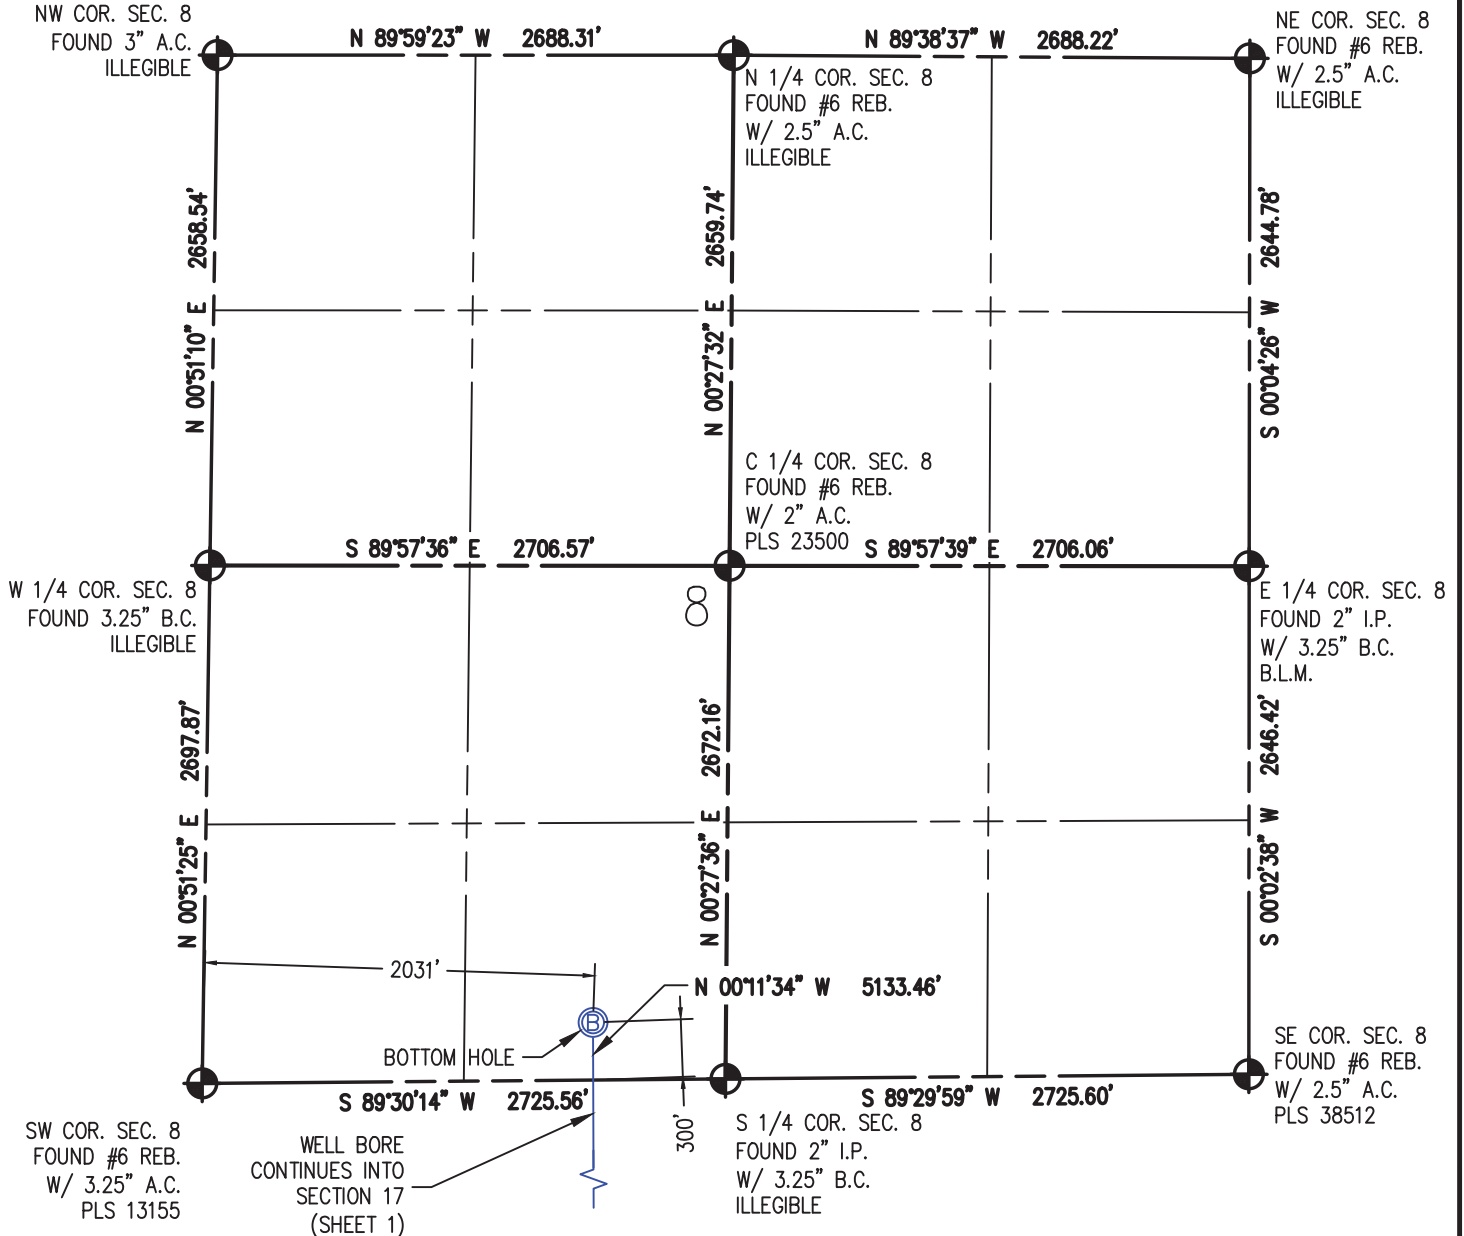 NW COR. SEC. 8
FOUND 3" A.C.
ILLEGIBLE
N 89°59'23" W 2688.31'
N 89°38'37" W 2688.22'
NE COR. SEC. 8
FOUND #6 REB.
W/ 2.5" A.C.
ILLEGIBLE
N 1/4 COR. SEC. 8
FOUND #6 REB.
W/ 2.5" A.C.
ILLEGIBLE
N 00°51'10" E 2658.54'
N 00°27'32" E 2659.74'
S 00°04'26" W 2644.78'
C 1/4 COR. SEC. 8
FOUND #6 REB.
W/ 2" A.C.
PLS 23500
S 89°57'36" E 2706.57'
S 89°57'39" E 2706.06'
W 1/4 COR. SEC. 8
FOUND 3.25" B.C.
ILLEGIBLE
8
E 1/4 COR. SEC. 8
FOUND 2" I.P.
W/ 3.25" B.C.
B.L.M.
N 00°51'25" E 2697.87'
N 00°27'36" E 2672.16'
S 00°02'38" W 2646.42'
2031'
N 00°11'34" W 5133.46'
B
BOTTOM HOLE
S 89°30'14" W 2725.56'
300'
S 89°29'59" W 2725.60'
SE COR. SEC. 8
FOUND #6 REB.
W/ 2.5" A.C.
PLS 38512
SW COR. SEC. 8
FOUND #6 REB.
W/ 3.25" A.C.
PLS 13155
WELL BORE
CONTINUES INTO
SECTION 17
(SHEET 1)
S 1/4 COR. SEC. 8
FOUND 2" I.P.
W/ 3.25" B.C.
ILLEGIBLE